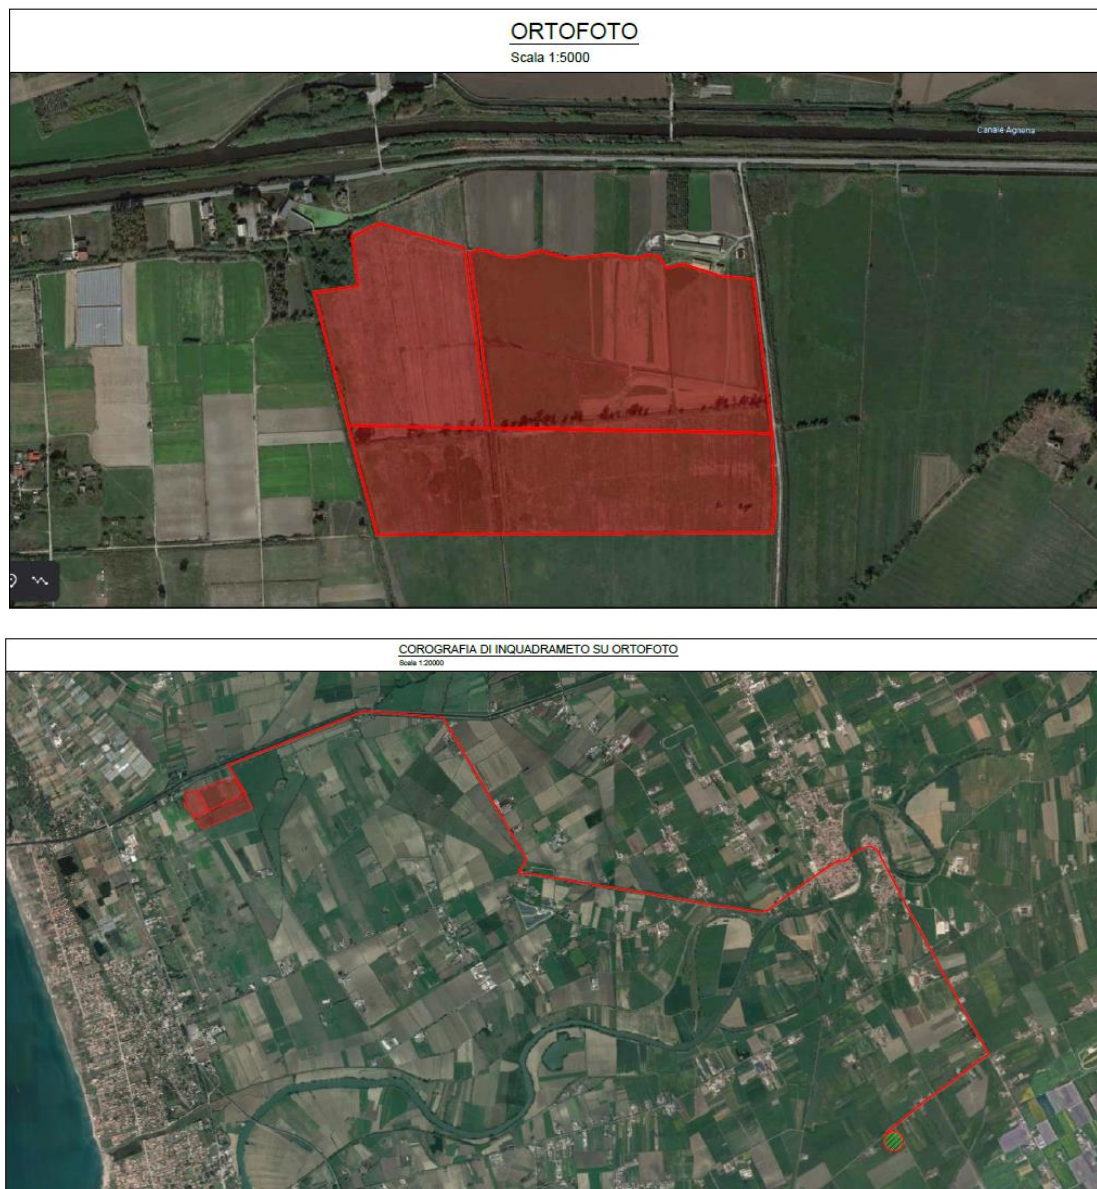 ORTOFOTO
Scala 1:5000
Canale Agnena
COROGRAFIA DI INQUADRAMETO SU ORTOFOTO
Scala 1:20000